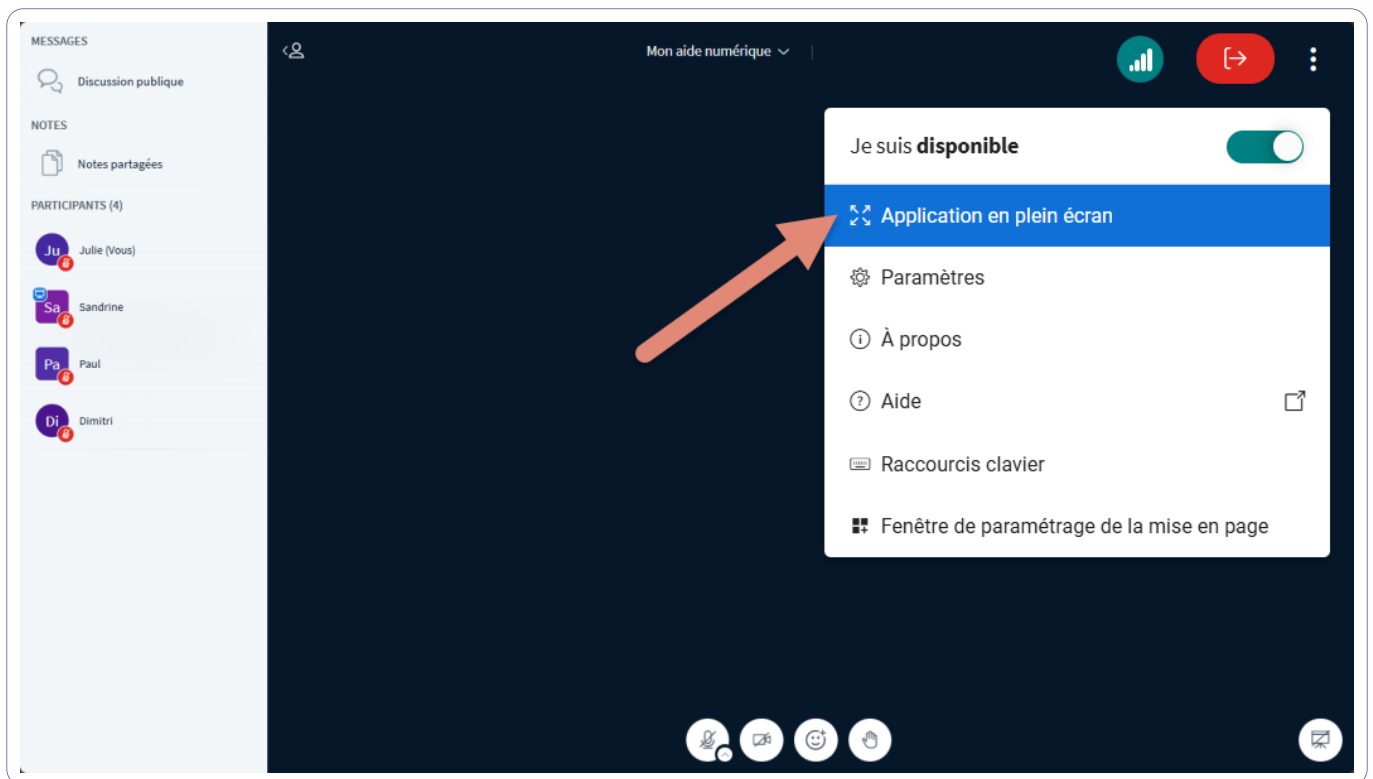 MESSAGES
Discussion publique
NOTES
Notes partagées
PARTICIPANTS (4)
Ju
Julie (Vous)
Sa
Sandrine
Pa
Paul
Di
Dimitri
Mon aide numérique
Je suis disponible
Application en plein écran
Paramètres
À propos
Aide
Raccourcis clavier
Fenêtre de paramétrage de la mise en page